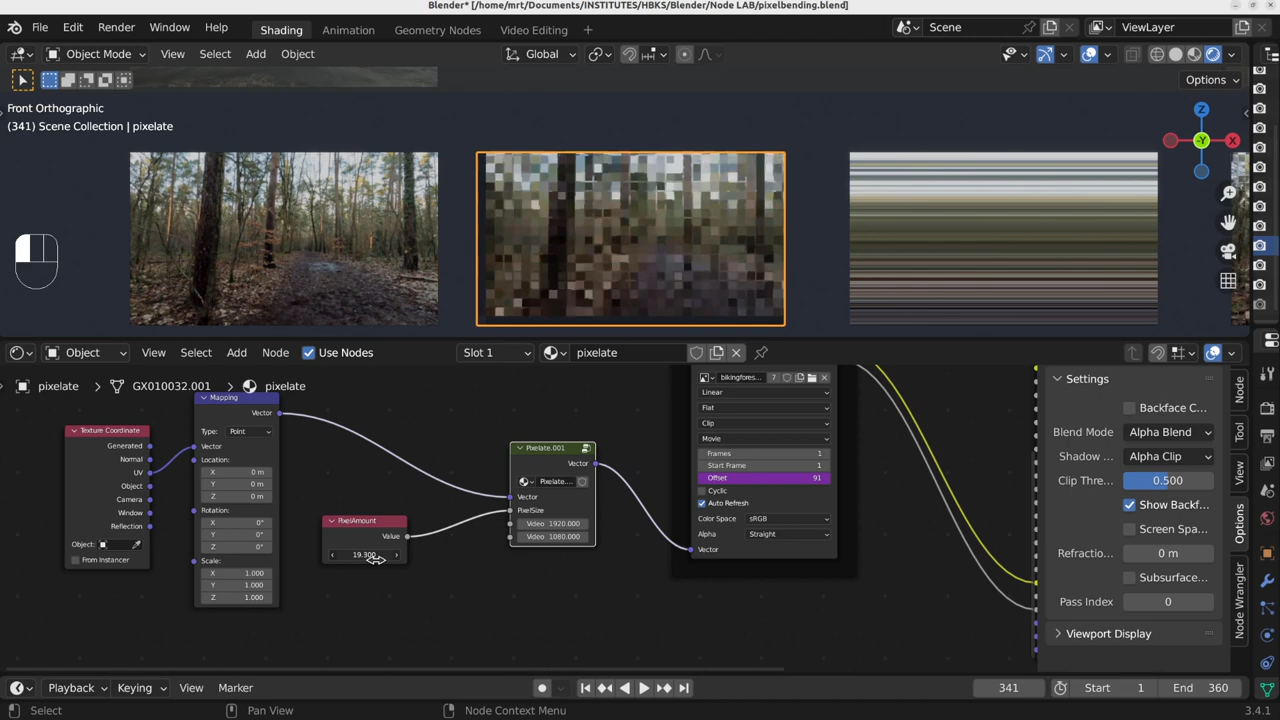 Blender* [/home/mrt/Documents/INSTITUTES/HBKS/Blender/Node LAB/pixelbending.blend]
File Edit Render Window Help Shading Animation Geometry Nodes Video Editing + Scene ViewLayer
Object Mode View Select Add Object Global
Options
Front Orthographic
(341) Scene Collection | pixelate
Z
X
-Y
Object View Select Add Node Use Nodes Slot 1 pixelate
pixelate > GX010032.001 > pixelate
Settings
Backface C...
Blend Mode Alpha Blend
Shadow ... Alpha Clip
Clip Thre... 0.500
Show Backf...
Screen Spa...
Refractio... 0 m
Subsurface...
Pass Index 0
Viewport Display
Node
Tool
View
Options
Node Wrangler
Texture Coordinate
Generated
Normal
UV
Object
Camera
Window
Reflection
Object:
From Instancer
Mapping
Vector
Type: Point
Vector
Location:
X 0 m
Y 0 m
Z 0 m
Rotation:
X 0°
Y 0°
Z 0°
Scale:
X 1.000
Y 1.000
Z 1.000
PixelAmount
Value
19.300
Pixelate.001
Vector
Pixelate....
Vector
PixelSize
Video 1920.000
Video 1080.000
bikingfores... 7
Linear
Flat
Clip
Movie
Frames 1
Start Frame 1
Offset 91
Cyclic
Auto Refresh
Color Space sRGB
Alpha Straight
Vector
Playback Keying View Marker 341 Start 1 End 360
Select Pan View Node Context Menu 3.4.1